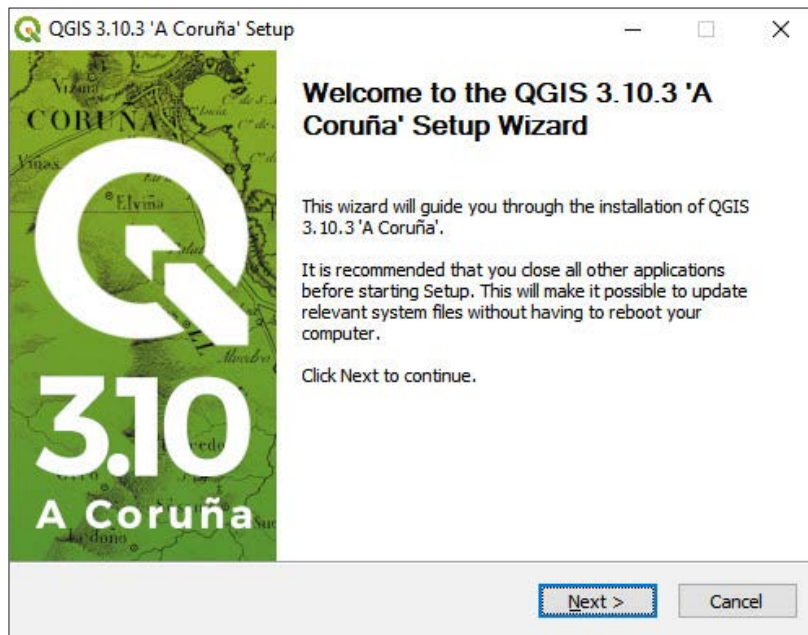 QGIS 3.10.3 'A Coruña' Setup
Welcome to the QGIS 3.10.3 'A
Coruña' Setup Wizard
This wizard will guide you through the installation of QGIS
3.10.3 'A Coruña'.
It is recommended that you close all other applications
before starting Setup. This will make it possible to update
relevant system files without having to reboot your
computer.
Click Next to continue.
CORUÑA
Elviña
3.10
A Coruña
Next >
Cancel